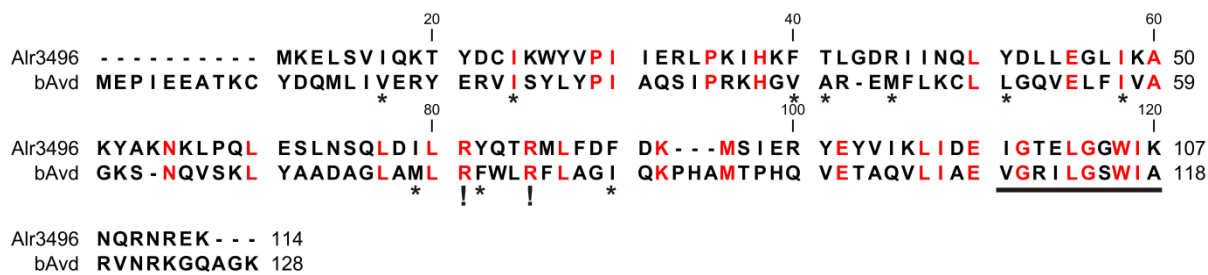 20 40 60
Alr3496 - - - - - - - - - - MKELSVIQKT YDCIKWYVPI IERLPKIHKF TLGDRIINQL YDLLEGLIKA 50
bAvd MEPIEEATKC YDQMLIVERY ERVISYLYPI AQSIPRKHGV AR-EMFLKCL LGQVELFIVA 59
* * * * * * *
80 100 120
Alr3496 KYAKNKLPQL ESLNSQLDIL RYQTRMLFDF DK---MSIER YEYVIKLIDE IGTELGGWIK 107
bAvd GKS-NQVSKL YAADAGLAML RFWLRFLAGI QKPHAMTPHQ VETAQVLIAE VGRILGSWIA 118
* ! * ! *
Alr3496 NQRNREK--- 114
bAvd RVNRKGQAGK 128